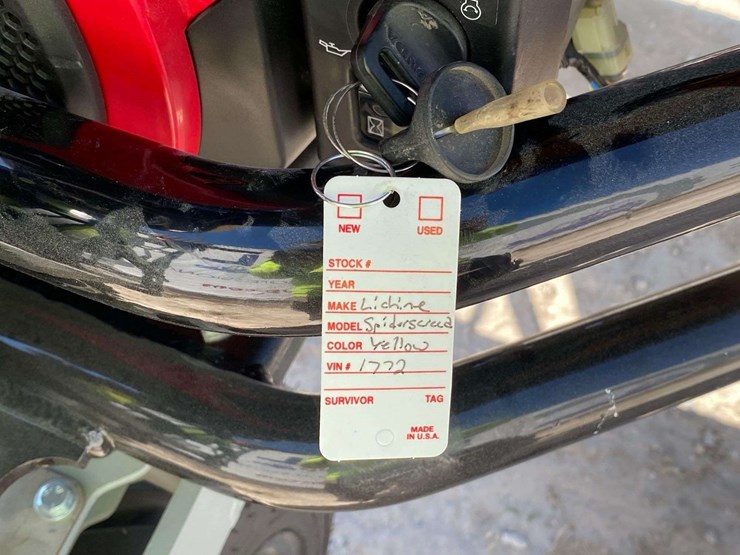 NEW USED
STOCK #
YEAR
MAKE Lichine
MODEL Spiderscreed
COLOR Yellow
VIN # 1772
SURVIVOR TAG
MADE
IN U.S.A.